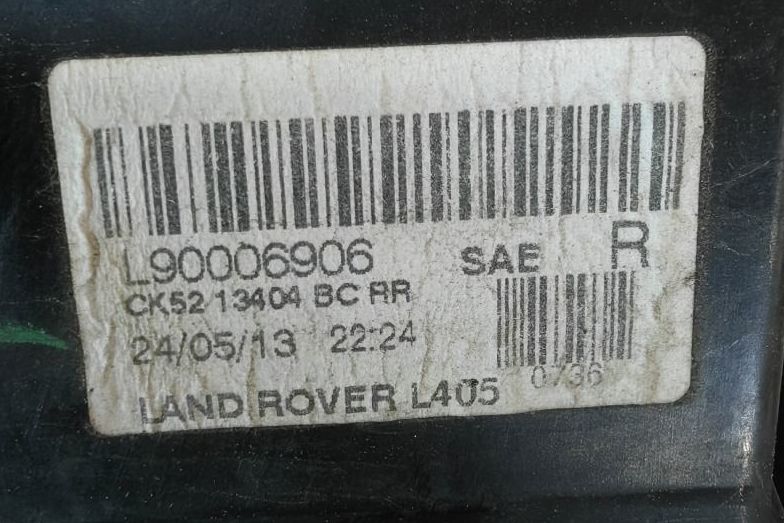 L90006906 SAE R
CK52 13404 BC RR
24/05/13 22:24
0736
LAND ROVER L405